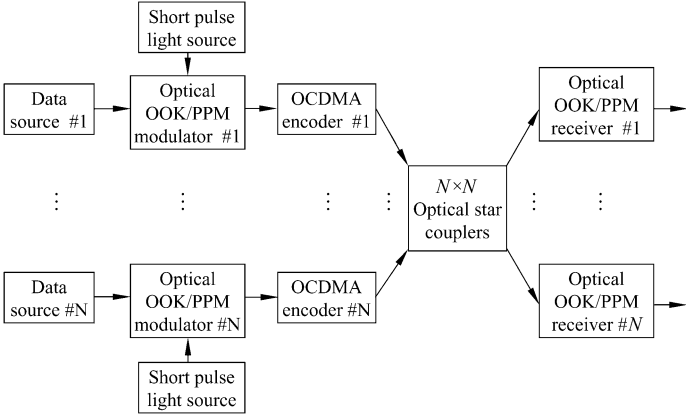 Short pulse
light source
Data
source #1
Optical
OOK/PPM
modulator #1
OCDMA
encoder #1
Optical
OOK/PPM
receiver #1
N×N
Optical star
couplers
Data
source #N
Optical
OOK/PPM
modulator #N
OCDMA
encoder #N
Optical
OOK/PPM
receiver #N
Short pulse
light source